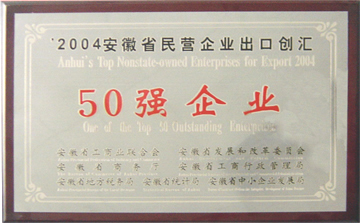 '2004安徽省民营企业出口创汇
Anhui's Top Nonstate-owned Enterprises for Export 2004
50强企业
One of the Top 50 Outstanding Enterprises
安徽省工商业联合会 安徽省发展和改革委员会
安徽省商务厅 安徽省工商行政管理局
安徽省地方税务局 安徽省统计局 安徽省中小企业发展局